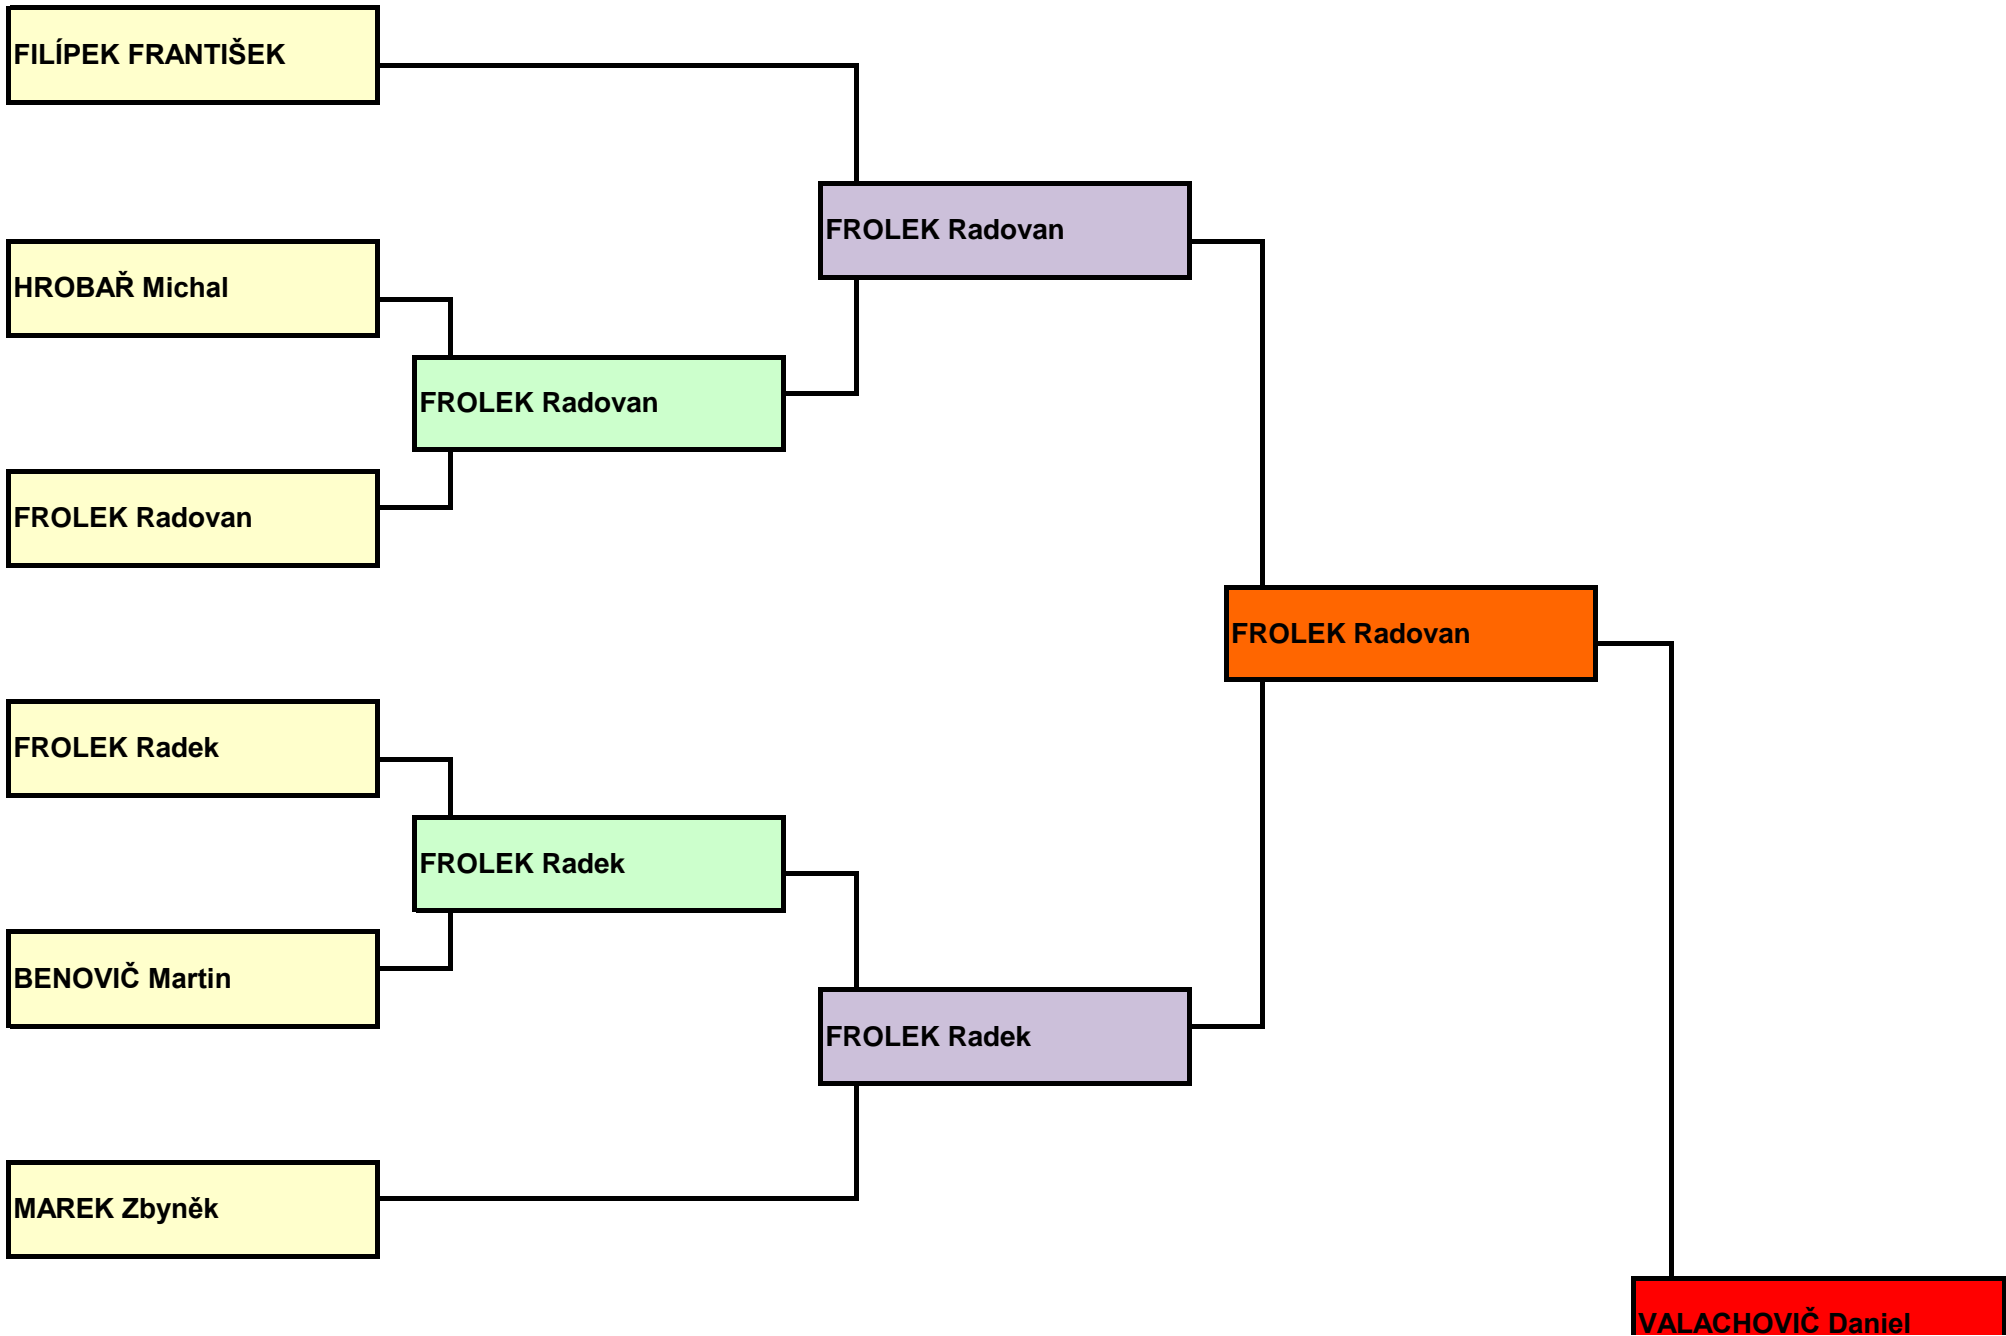 FILÍPEK FRANTIŠEK
FROLEK Radovan
HROBAŘ Michal
FROLEK Radovan
FROLEK Radovan
FROLEK Radovan
FROLEK Radek
FROLEK Radek
BENOVIČ Martin
FROLEK Radek
MAREK Zbyněk
VALACHOVIČ Daniel